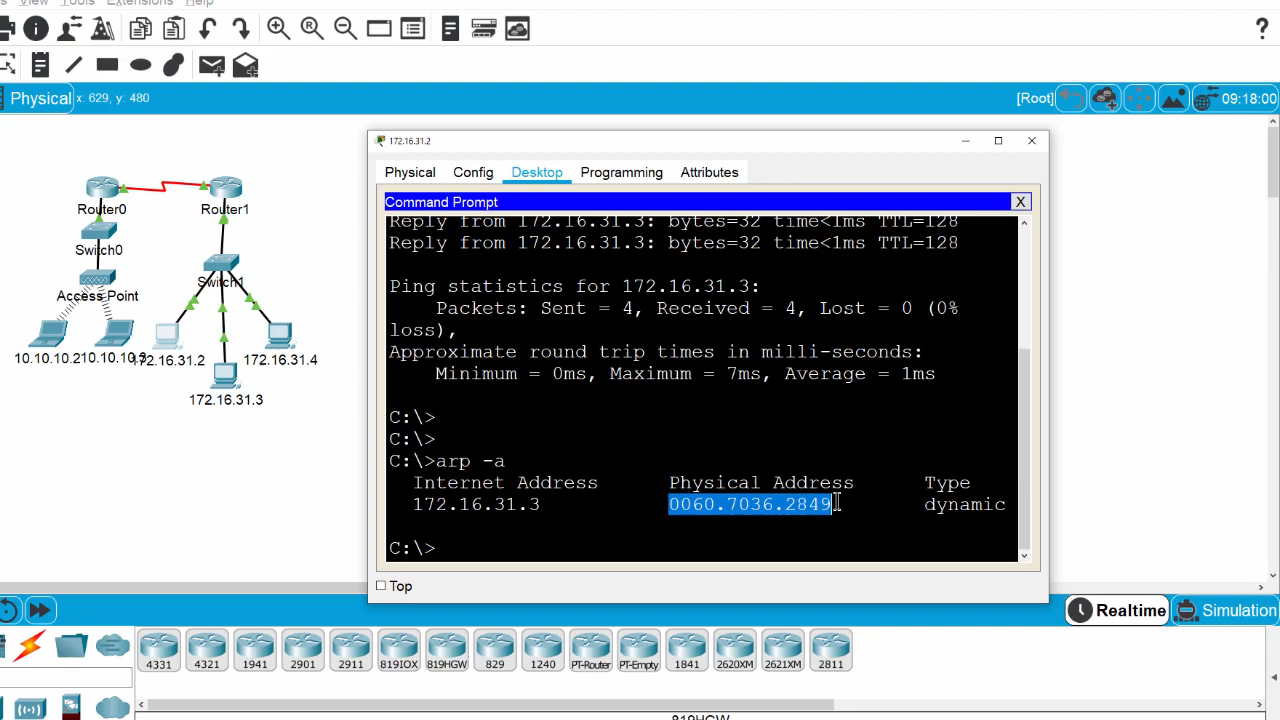 View Tools Extensions Help
Physical x: 629, y: 480
[Root]
09:18:00
172.16.31.2
Physical Config Desktop Programming Attributes
Command Prompt
X
Reply from 172.16.31.3: bytes=32 time<1ms TTL=128
Reply from 172.16.31.3: bytes=32 time<1ms TTL=128
Ping statistics for 172.16.31.3:
Packets: Sent = 4, Received = 4, Lost = 0 (0%
loss),
Approximate round trip times in milli-seconds:
Minimum = 0ms, Maximum = 7ms, Average = 1ms
C:\>
C:\>
C:\>arp -a
Internet Address Physical Address Type
172.16.31.3 0060.7036.2849 dynamic
C:\>
Top
Router0
Router1
Switch0
Switch1
Access Point
10.10.10.2
172.16.31.2
172.16.31.4
172.16.31.3
Realtime
Simulation
4331 4321 1941 2901 2911 819IOX 819HGW 829 1240 PT-Router PT-Empty 1841 2620XM 2621XM 2811
819HGW